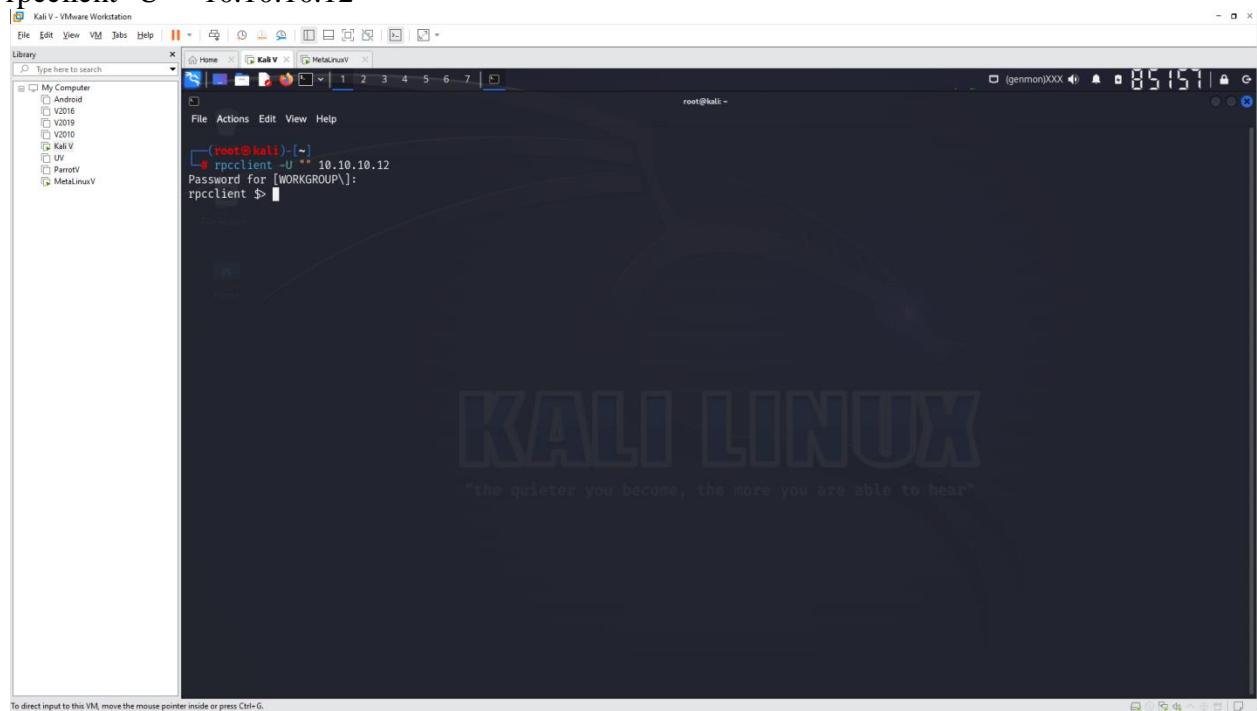 rpcclient -U "" 10.10.10.12
Kali V - VMware Workstation
File Edit View VM Tabs Help
Library
Type here to search
Home
Kali V
MetaLinuxV
My Computer
Android
V2016
V2019
V2010
Kali V
UV
ParrotV
MetaLinuxV
1 2 3 4 5 6 7
(genmon)XXX
root@kali: ~
File Actions Edit View Help
(root㉿kali)-[~]
# rpcclient -U "" 10.10.10.12
Password for [WORKGROUP\]:
rpcclient $>
KALI LINUX
"the quieter you become, the more you are able to hear"
To direct input to this VM, move the mouse pointer inside or press Ctrl+G.